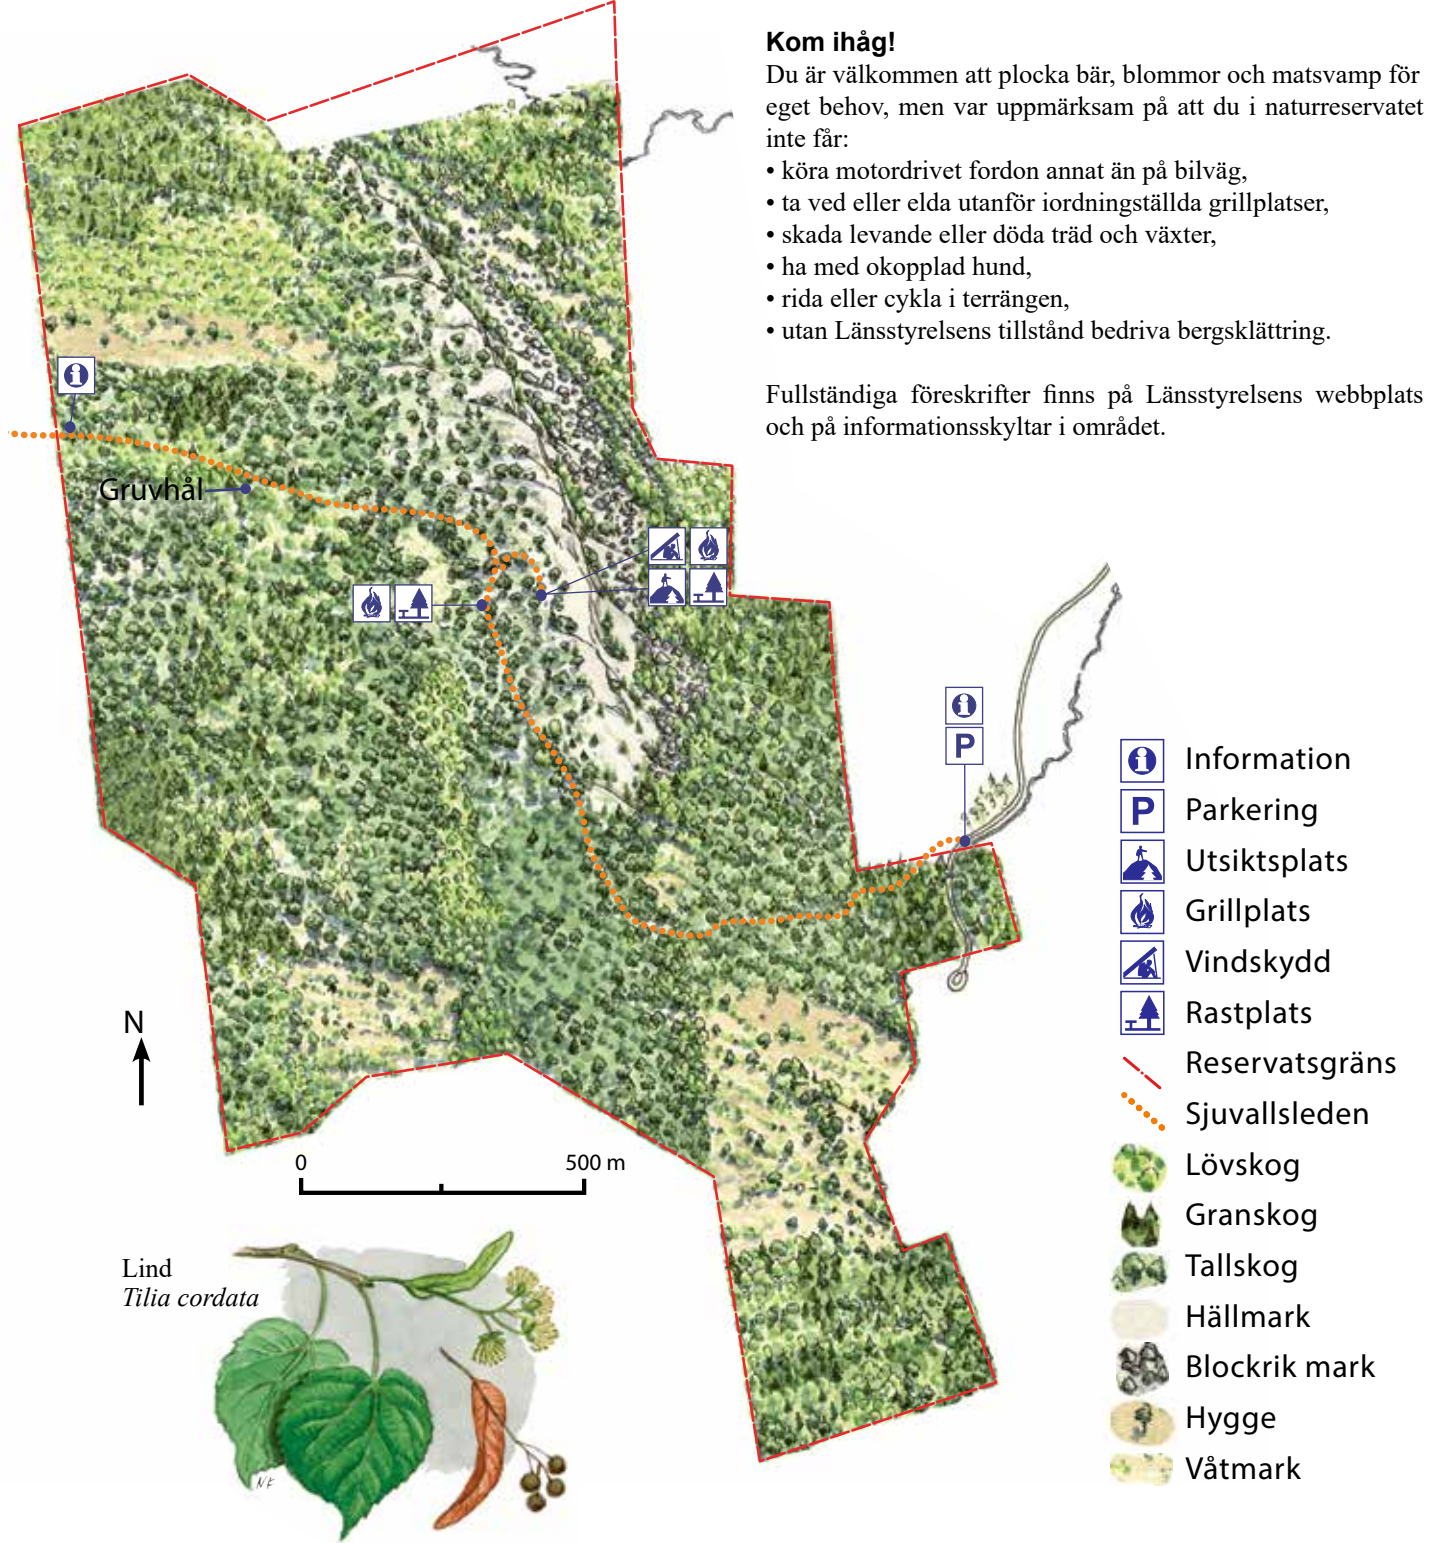 Kom ihåg!
Du är välkommen att plocka bär, blommor och matsvamp för
eget behov, men var uppmärksam på att du i naturreservatet
inte får:
• köra motordrivet fordon annat än på bilväg,
• ta ved eller elda utanför iordningställda grillplatser,
• skada levande eller döda träd och växter,
• ha med okopplad hund,
• rida eller cykla i terrängen,
• utan Länsstyrelsens tillstånd bedriva bergsklättring.
Fullständiga föreskrifter finns på Länsstyrelsens webbplats
och på informationsskyltar i området.
Gruvhål
P
Information
P Parkering
Utsiktsplats
Grillplats
Vindskydd
Rastplats
Reservatsgräns
Sjuvallsleden
Lövskog
Granskog
Tallskog
Hällmark
Blockrik mark
Hygge
Våtmark
N
0 500 m
Lind
Tilia cordata
NF